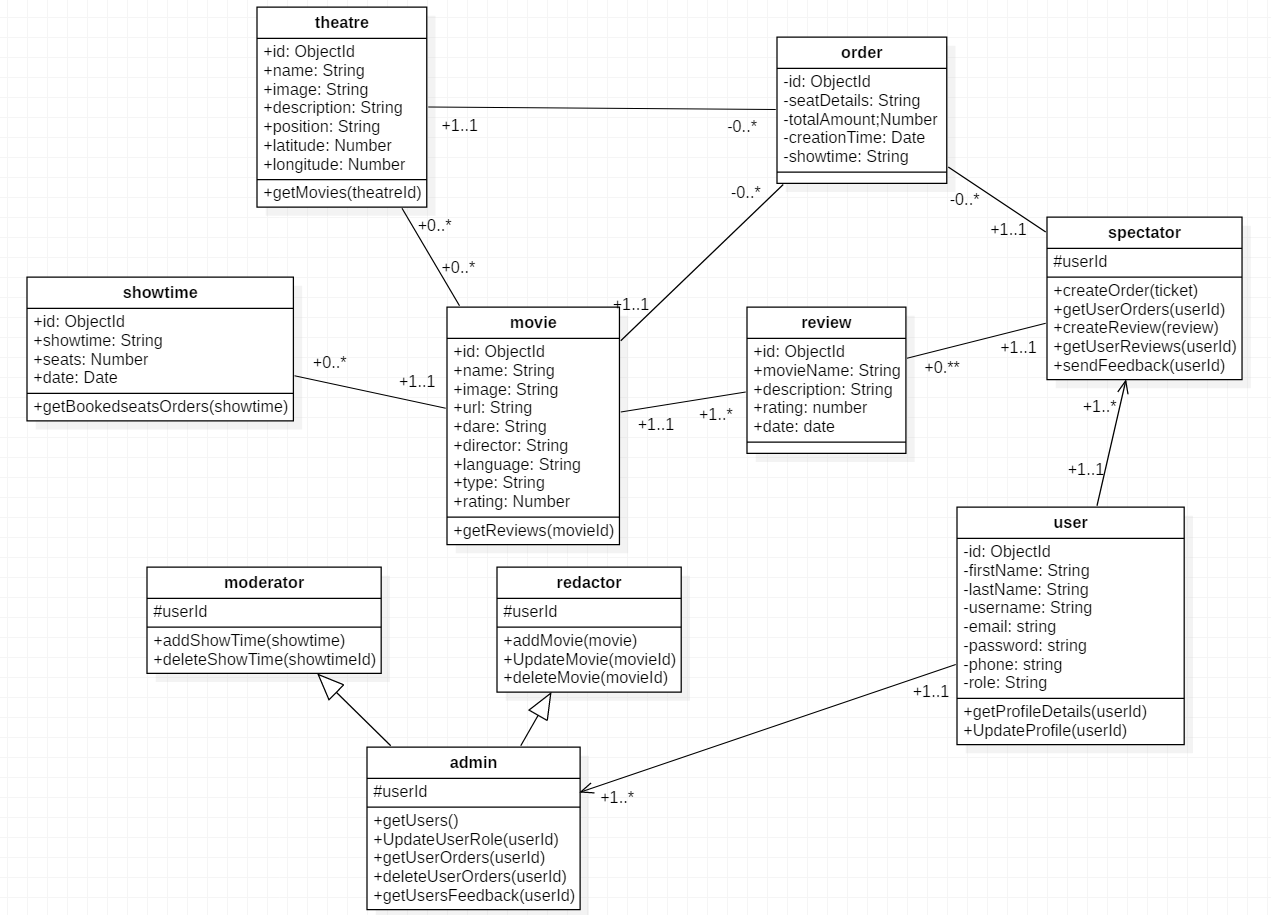 theatre
+id: ObjectId
+name: String
+image: String
+description: String
+position: String
+latitude: Number
+longitude: Number
+getMovies(theatreId)
order
-id: ObjectId
-seatDetails: String
-totalAmount;Number
-creationTime: Date
-showtime: String
+1..1
-0..*
-0..*
-0..*
+1..1
+0..*
+0..*
+1..1
spectator
#userId
+createOrder(ticket)
+getUserOrders(userId)
+createReview(review)
+getUserReviews(userId)
+sendFeedback(userId)
showtime
+id: ObjectId
+showtime: String
+seats: Number
+date: Date
+getBookedseatsOrders(showtime)
+0..*
+1..1
movie
+id: ObjectId
+name: String
+image: String
+url: String
+dare: String
+director: String
+language: String
+type: String
+rating: Number
+getReviews(movieId)
review
+id: ObjectId
+movieName: String
+description: String
+rating: number
+date: date
+1..1
+0.**
+1..1
+1..*
+1..*
+1..1
user
-id: ObjectId
-firstName: String
-lastName: String
-username: String
-email: string
-password: string
-phone: string
-role: String
+getProfileDetails(userId)
+UpdateProfile(userId)
moderator
#userId
+addShowTime(showtime)
+deleteShowTime(showtimeId)
redactor
#userId
+addMovie(movie)
+UpdateMovie(movieId)
+deleteMovie(movieId)
+1..1
+1..*
admin
#userId
+getUsers()
+UpdateUserRole(userId)
+getUserOrders(userId)
+deleteUserOrders(userId)
+getUsersFeedback(userId)